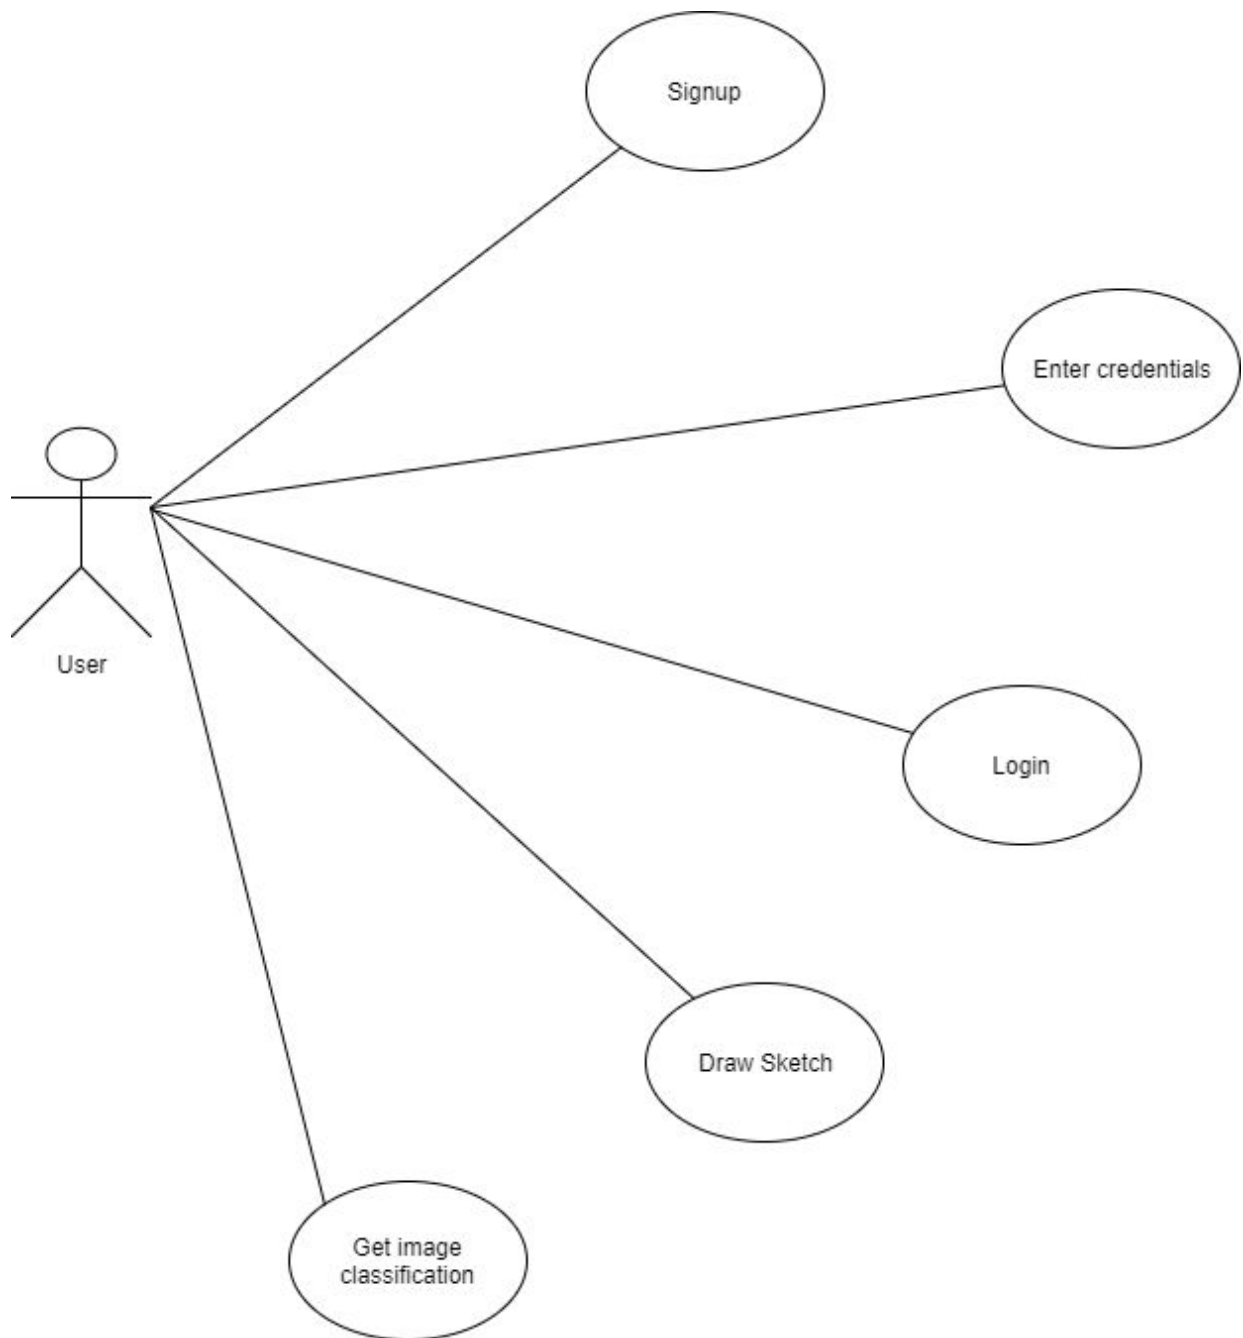 Signup
Enter credentials
User
Login
Draw Sketch
Get image
classification